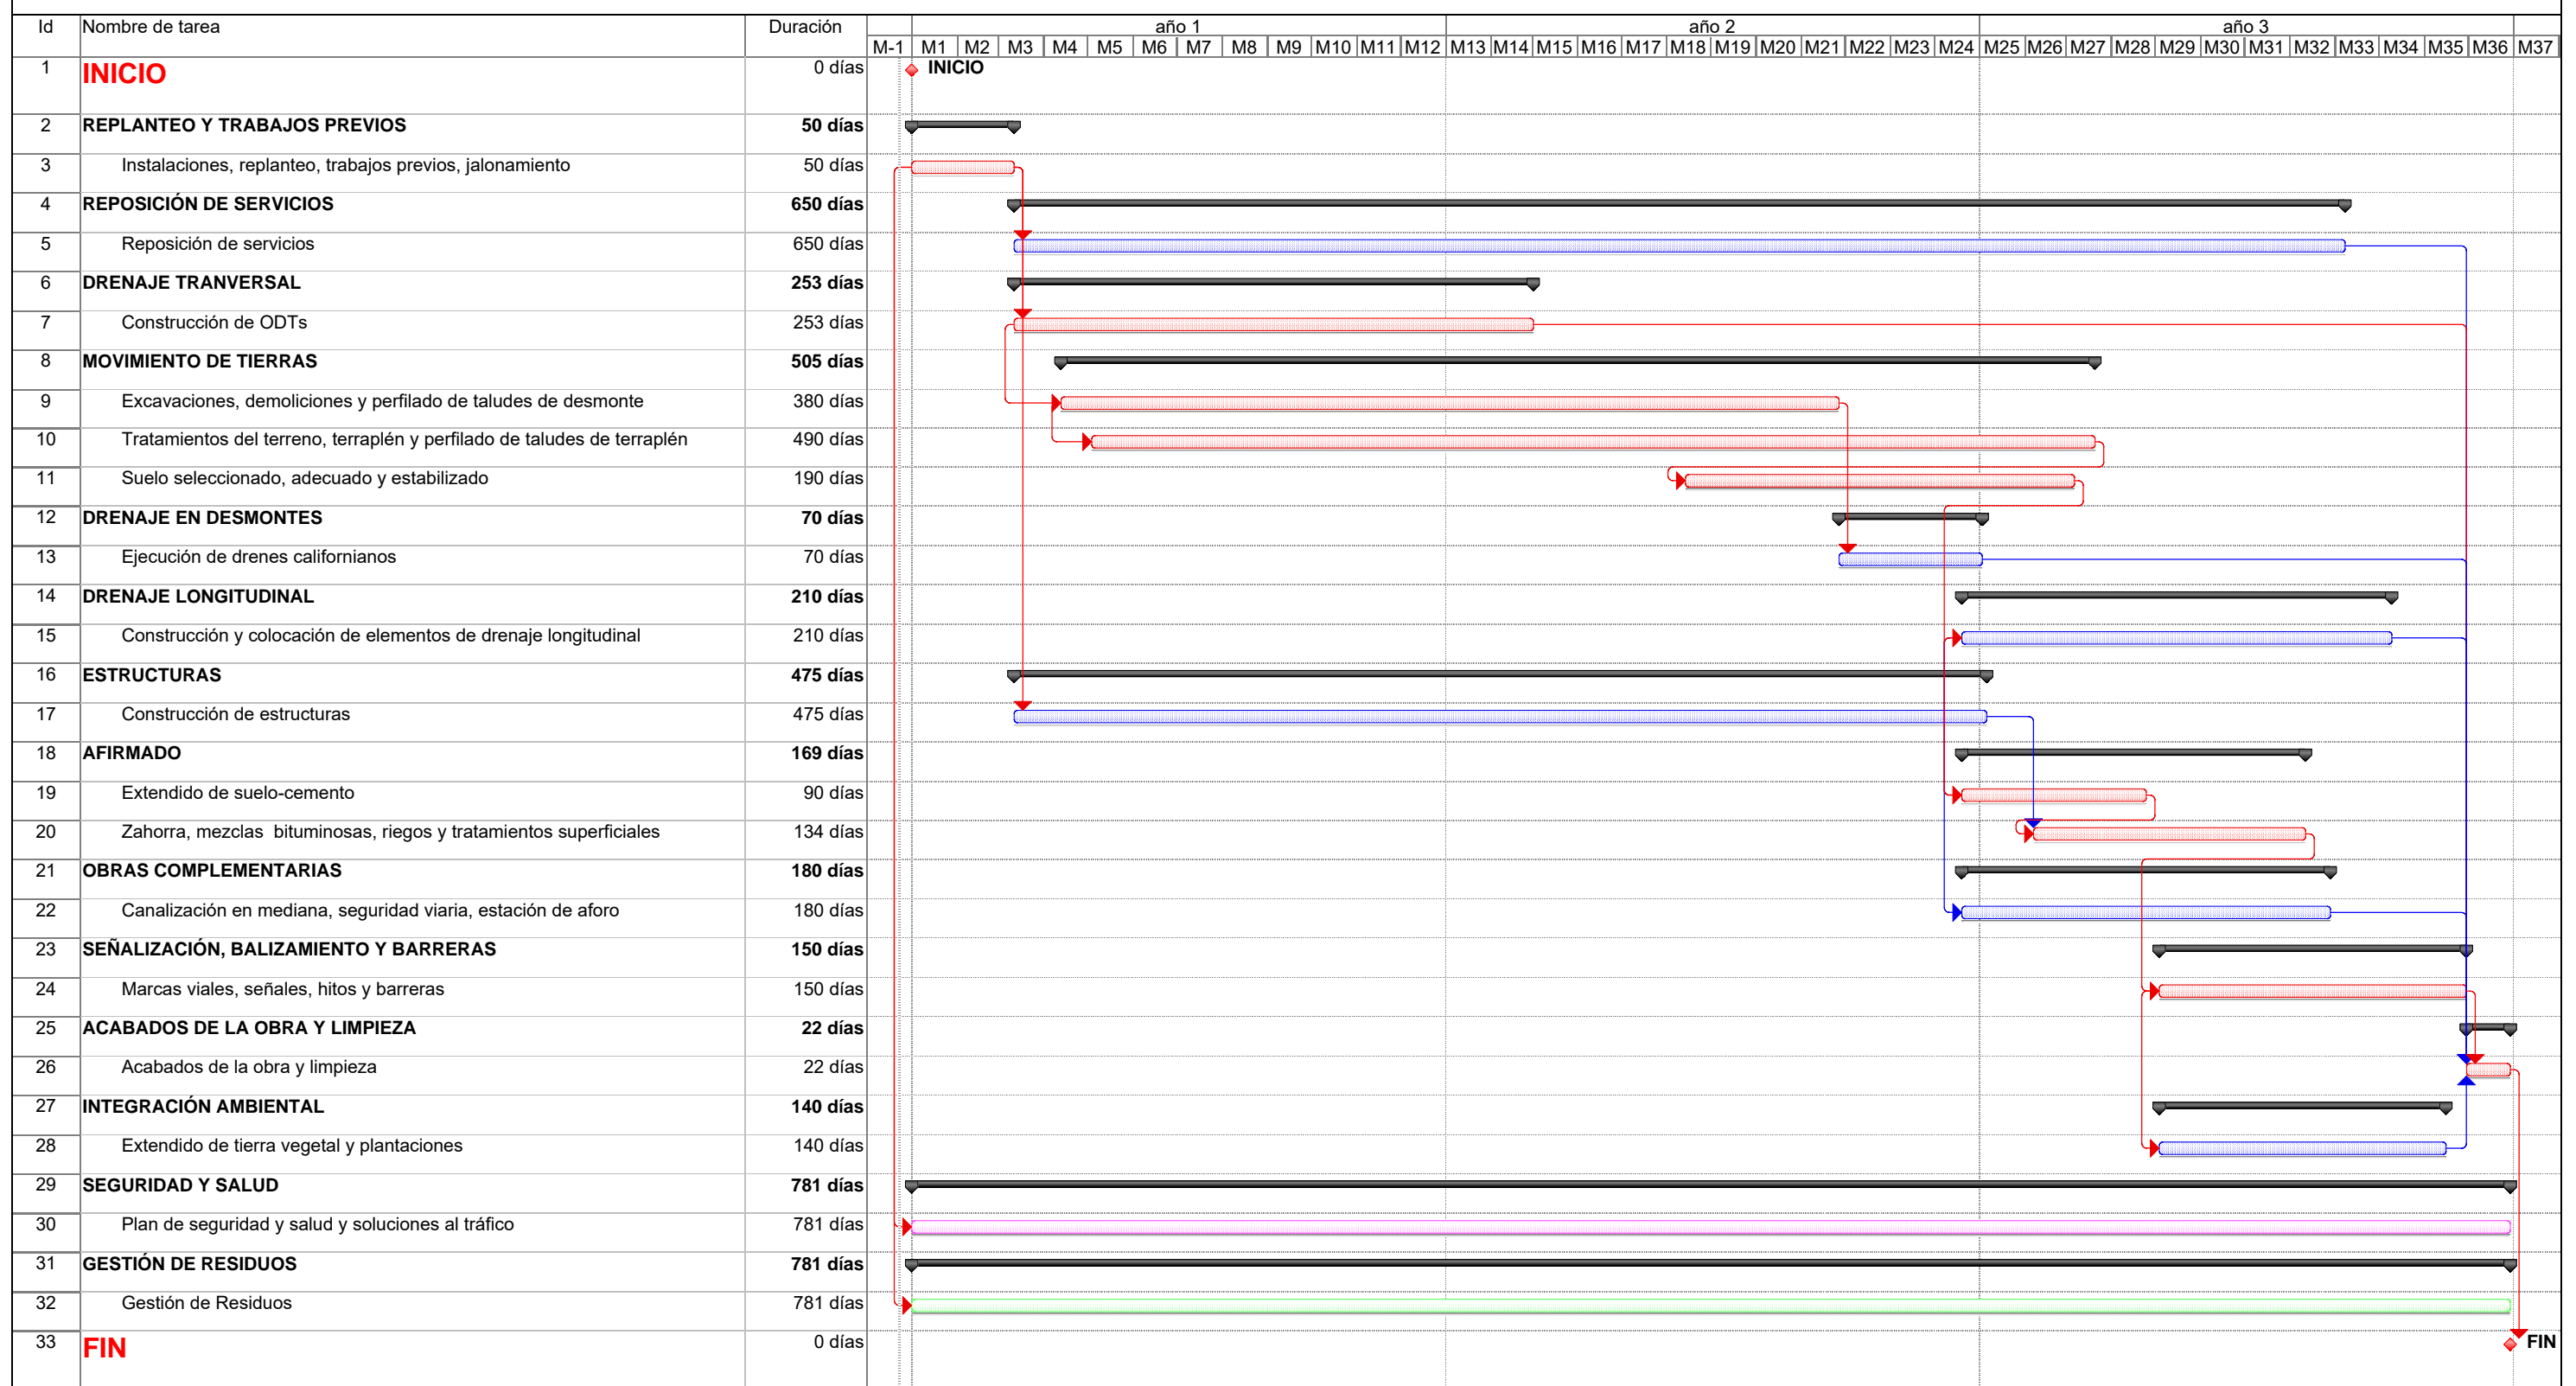 Id Nombre de tarea Duración año 1 año 2 año 3
M-1 M1 M2 M3 M4 M5 M6 M7 M8 M9 M10 M11 M12 M13 M14 M15 M16 M17 M18 M19 M20 M21 M22 M23 M24 M25 M26 M27 M28 M29 M30 M31 M32 M33 M34 M35 M36 M37
1 INICIO 0 días INICIO
2 REPLANTEO Y TRABAJOS PREVIOS 50 días
3 Instalaciones, replanteo, trabajos previos, jalonamiento 50 días
4 REPOSICIÓN DE SERVICIOS 650 días
5 Reposición de servicios 650 días
6 DRENAJE TRANVERSAL 253 días
7 Construcción de ODTs 253 días
8 MOVIMIENTO DE TIERRAS 505 días
9 Excavaciones, demoliciones y perfilado de taludes de desmonte 380 días
10 Tratamientos del terreno, terraplén y perfilado de taludes de terraplén 490 días
11 Suelo seleccionado, adecuado y estabilizado 190 días
12 DRENAJE EN DESMONTES 70 días
13 Ejecución de drenes californianos 70 días
14 DRENAJE LONGITUDINAL 210 días
15 Construcción y colocación de elementos de drenaje longitudinal 210 días
16 ESTRUCTURAS 475 días
17 Construcción de estructuras 475 días
18 AFIRMADO 169 días
19 Extendido de suelo-cemento 90 días
20 Zahorra, mezclas  bituminosas, riegos y tratamientos superficiales 134 días
21 OBRAS COMPLEMENTARIAS 180 días
22 Canalización en mediana, seguridad viaria, estación de aforo 180 días
23 SEÑALIZACIÓN, BALIZAMIENTO Y BARRERAS 150 días
24 Marcas viales, señales, hitos y barreras 150 días
25 ACABADOS DE LA OBRA Y LIMPIEZA 22 días
26 Acabados de la obra y limpieza 22 días
27 INTEGRACIÓN AMBIENTAL 140 días
28 Extendido de tierra vegetal y plantaciones 140 días
29 SEGURIDAD Y SALUD 781 días
30 Plan de seguridad y salud y soluciones al tráfico 781 días
31 GESTIÓN DE RESIDUOS 781 días
32 Gestión de Residuos 781 días
33 FIN 0 días FIN